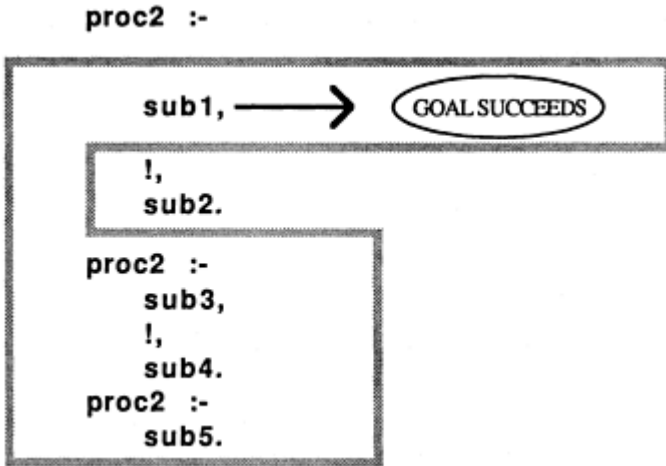 proc2 :-
sub1, GOAL SUCCEEDS
!,
sub2.
proc2 :-
sub3,
!,
sub4.
proc2 :-
sub5.